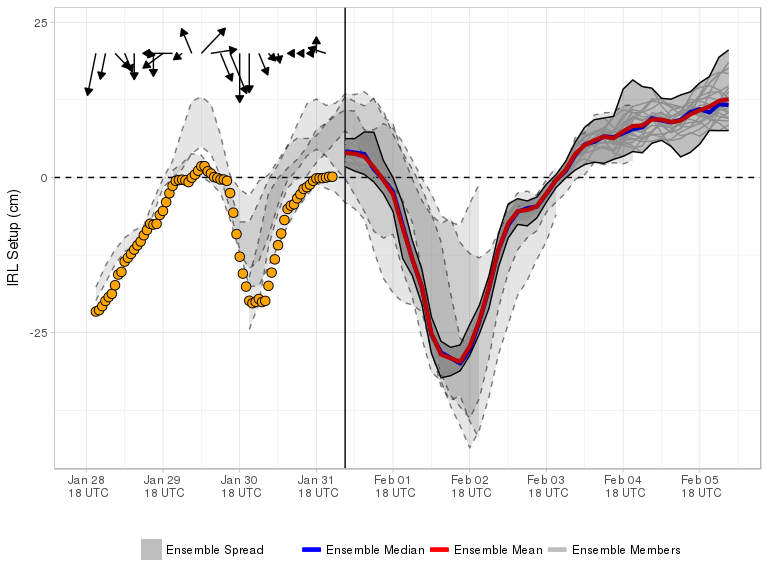 25
0
-25
IRL Setup (cm)
Jan 28 Jan 29 Jan 30 Jan 31 Feb 01 Feb 02 Feb 03 Feb 04 Feb 05
18 UTC 18 UTC 18 UTC 18 UTC 18 UTC 18 UTC 18 UTC 18 UTC 18 UTC
Ensemble Spread Ensemble Median Ensemble Mean Ensemble Members